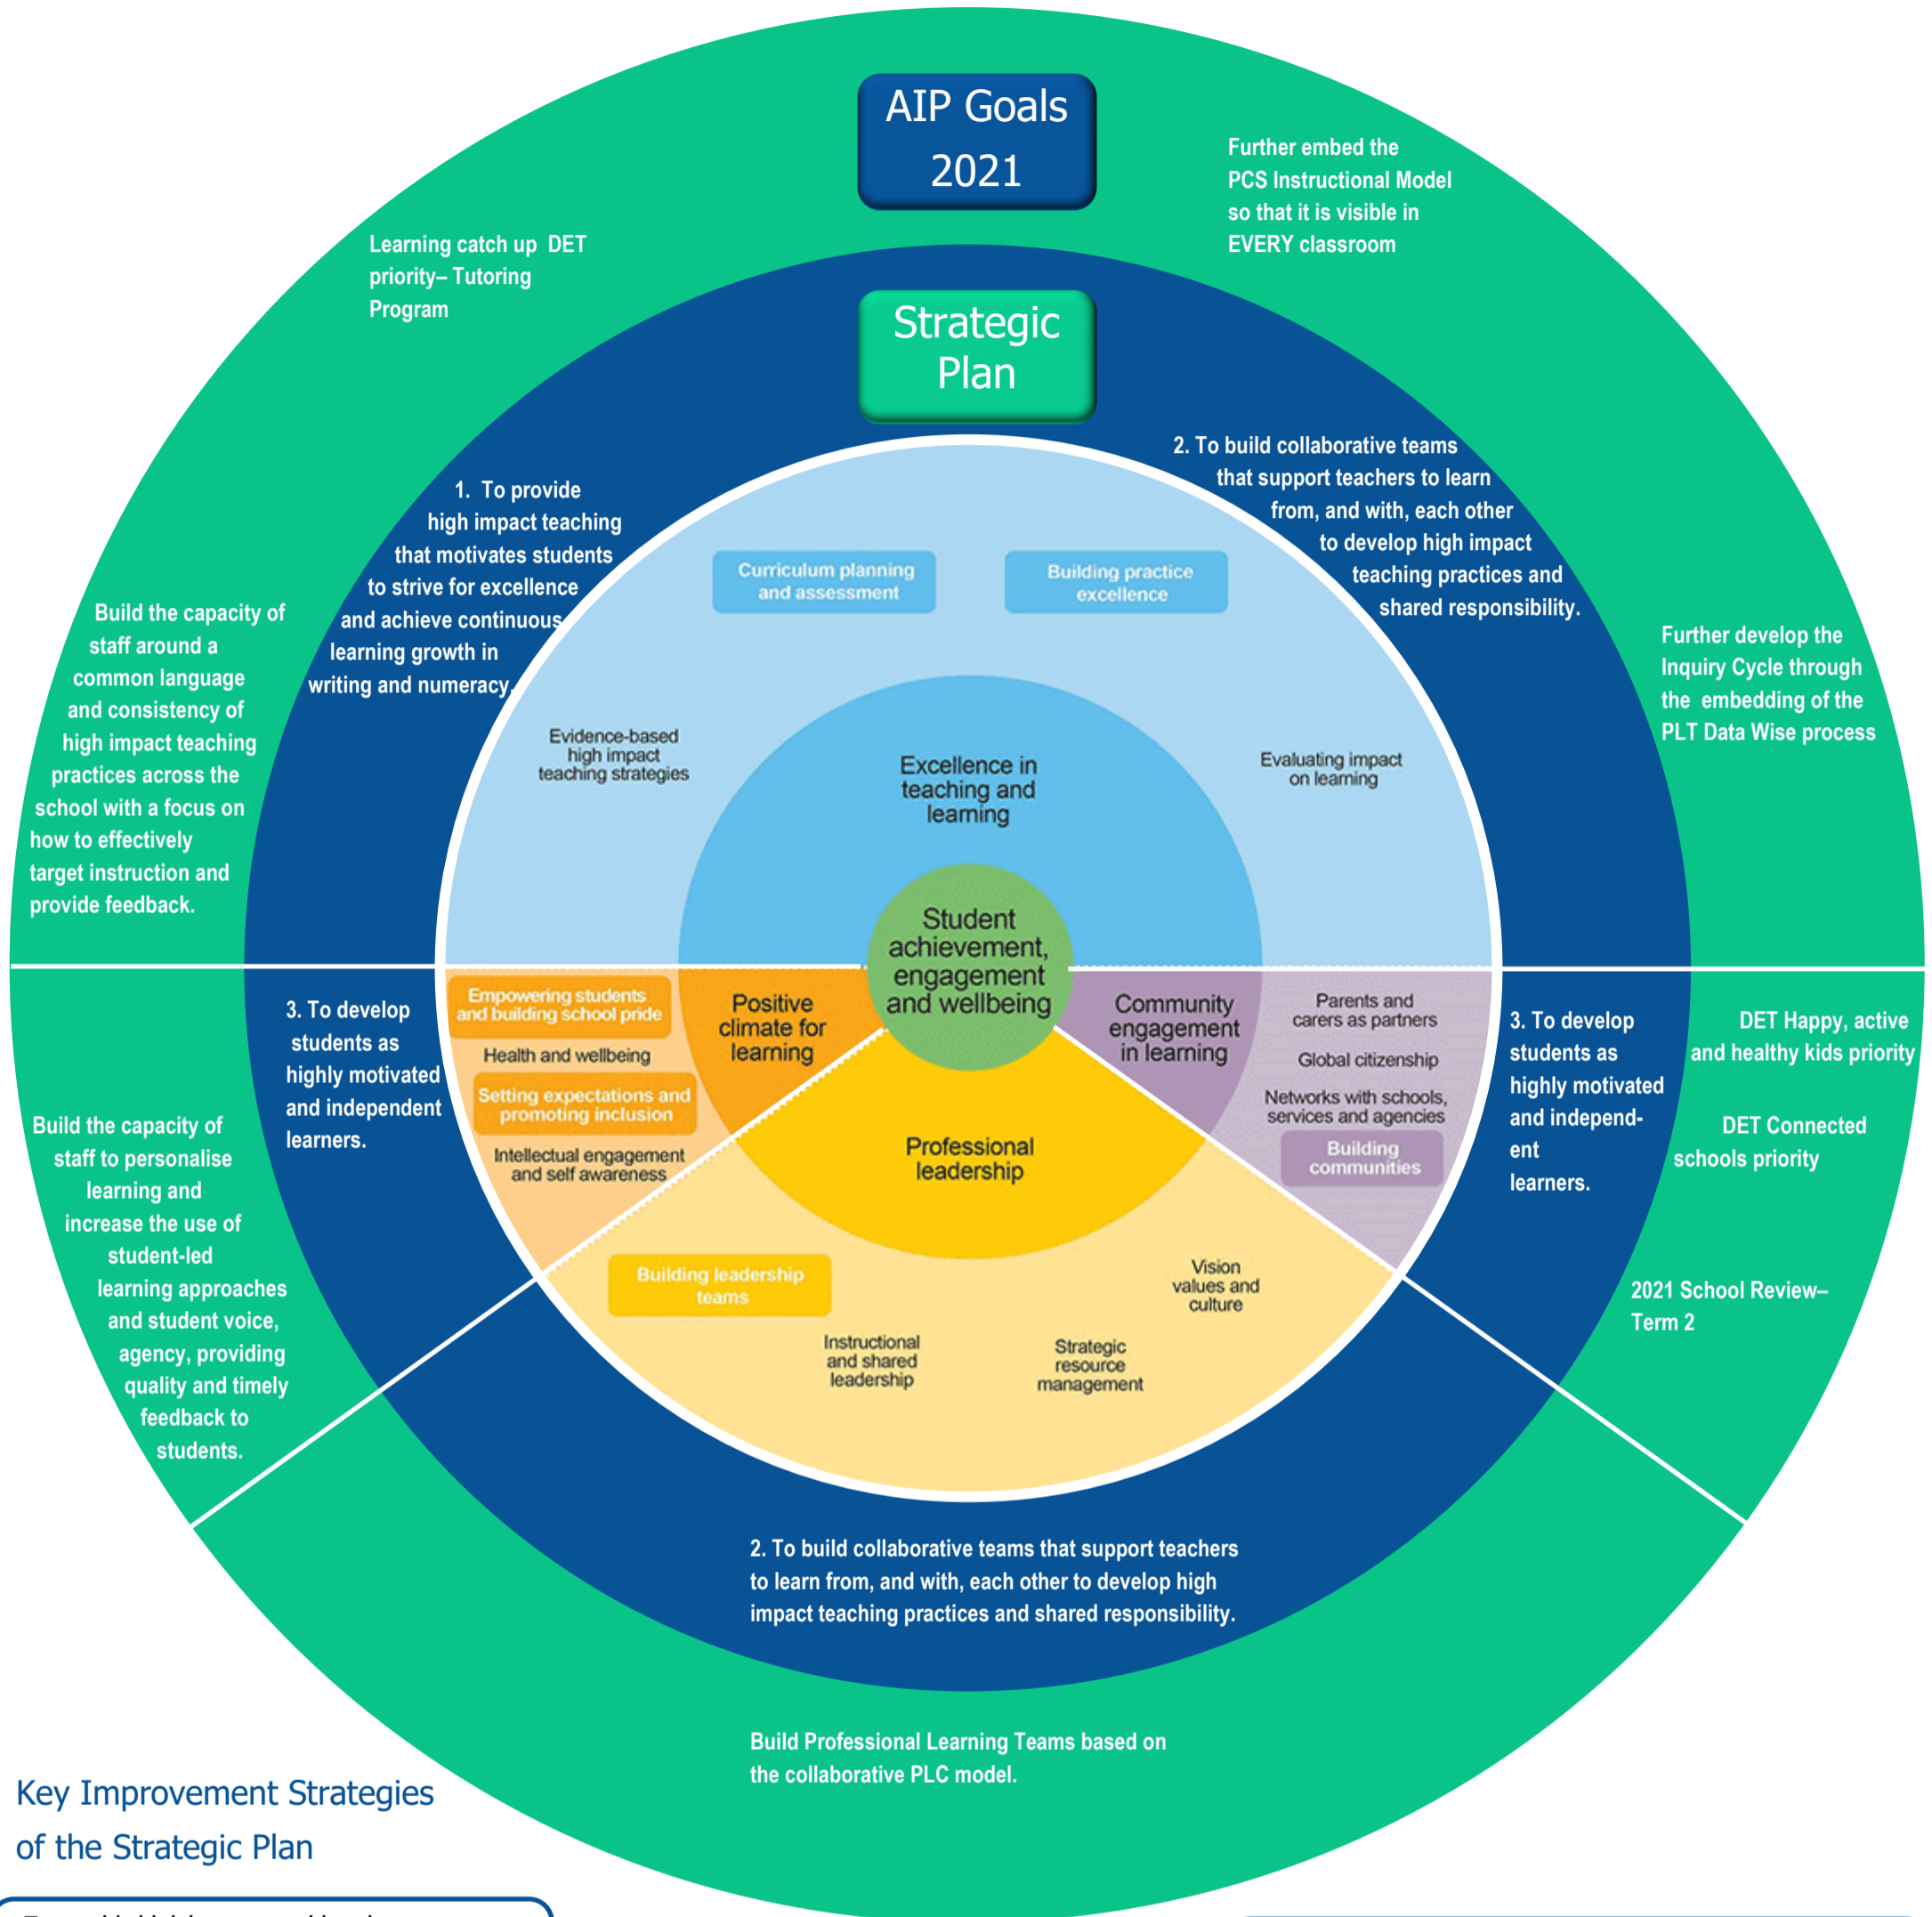 AIP Goals
2021
Further embed the
PCS Instructional Model
so that it is visible in
EVERY classroom
Learning catch up DET
priority– Tutoring
Program
Strategic
Plan
1. To provide
high impact teaching
that motivates students
to strive for excellence
and achieve continuous
learning growth in
writing and numeracy.
2. To build collaborative teams
that support teachers to learn
from, and with, each other
to develop high impact
teaching practices and
shared responsibility.
Build the capacity of
staff around a
common language
and consistency of
high impact teaching
practices across the
school with a focus on
how to effectively
target instruction and
provide feedback.
Further develop the
Inquiry Cycle through
the embedding of the
PLT Data Wise process
Curriculum planning
and assessment
Building practice
excellence
Evidence-based
high impact
teaching strategies
Evaluating impact
on learning
Excellence in
teaching and
learning
Student
achievement,
engagement
and wellbeing
3. To develop
students as
highly motivated
and independent
learners.
Empowering students
and building school pride
Health and wellbeing
Setting expectations and
promoting inclusion
Intellectual engagement
and self awareness
Positive
climate for
learning
Community
engagement
in learning
Parents and
carers as partners
Global citizenship
Networks with schools,
services and agencies
Building
communities
3. To develop
students as
highly motivated
and independ-
ent
learners.
DET Happy, active
and healthy kids priority
DET Connected
schools priority
2021 School Review–
Term 2
Build the capacity of
staff to personalise
learning and
increase the use of
student-led
learning approaches
and student voice,
agency, providing
quality and timely
feedback to
students.
Professional
leadership
Building leadership
teams
Instructional
and shared
leadership
Strategic
resource
management
Vision
values and
culture
2. To build collaborative teams that support teachers
to learn from, and with, each other to develop high
impact teaching practices and shared responsibility.
Build Professional Learning Teams based on
the collaborative PLC model.
Key Improvement Strategies
of the Strategic Plan